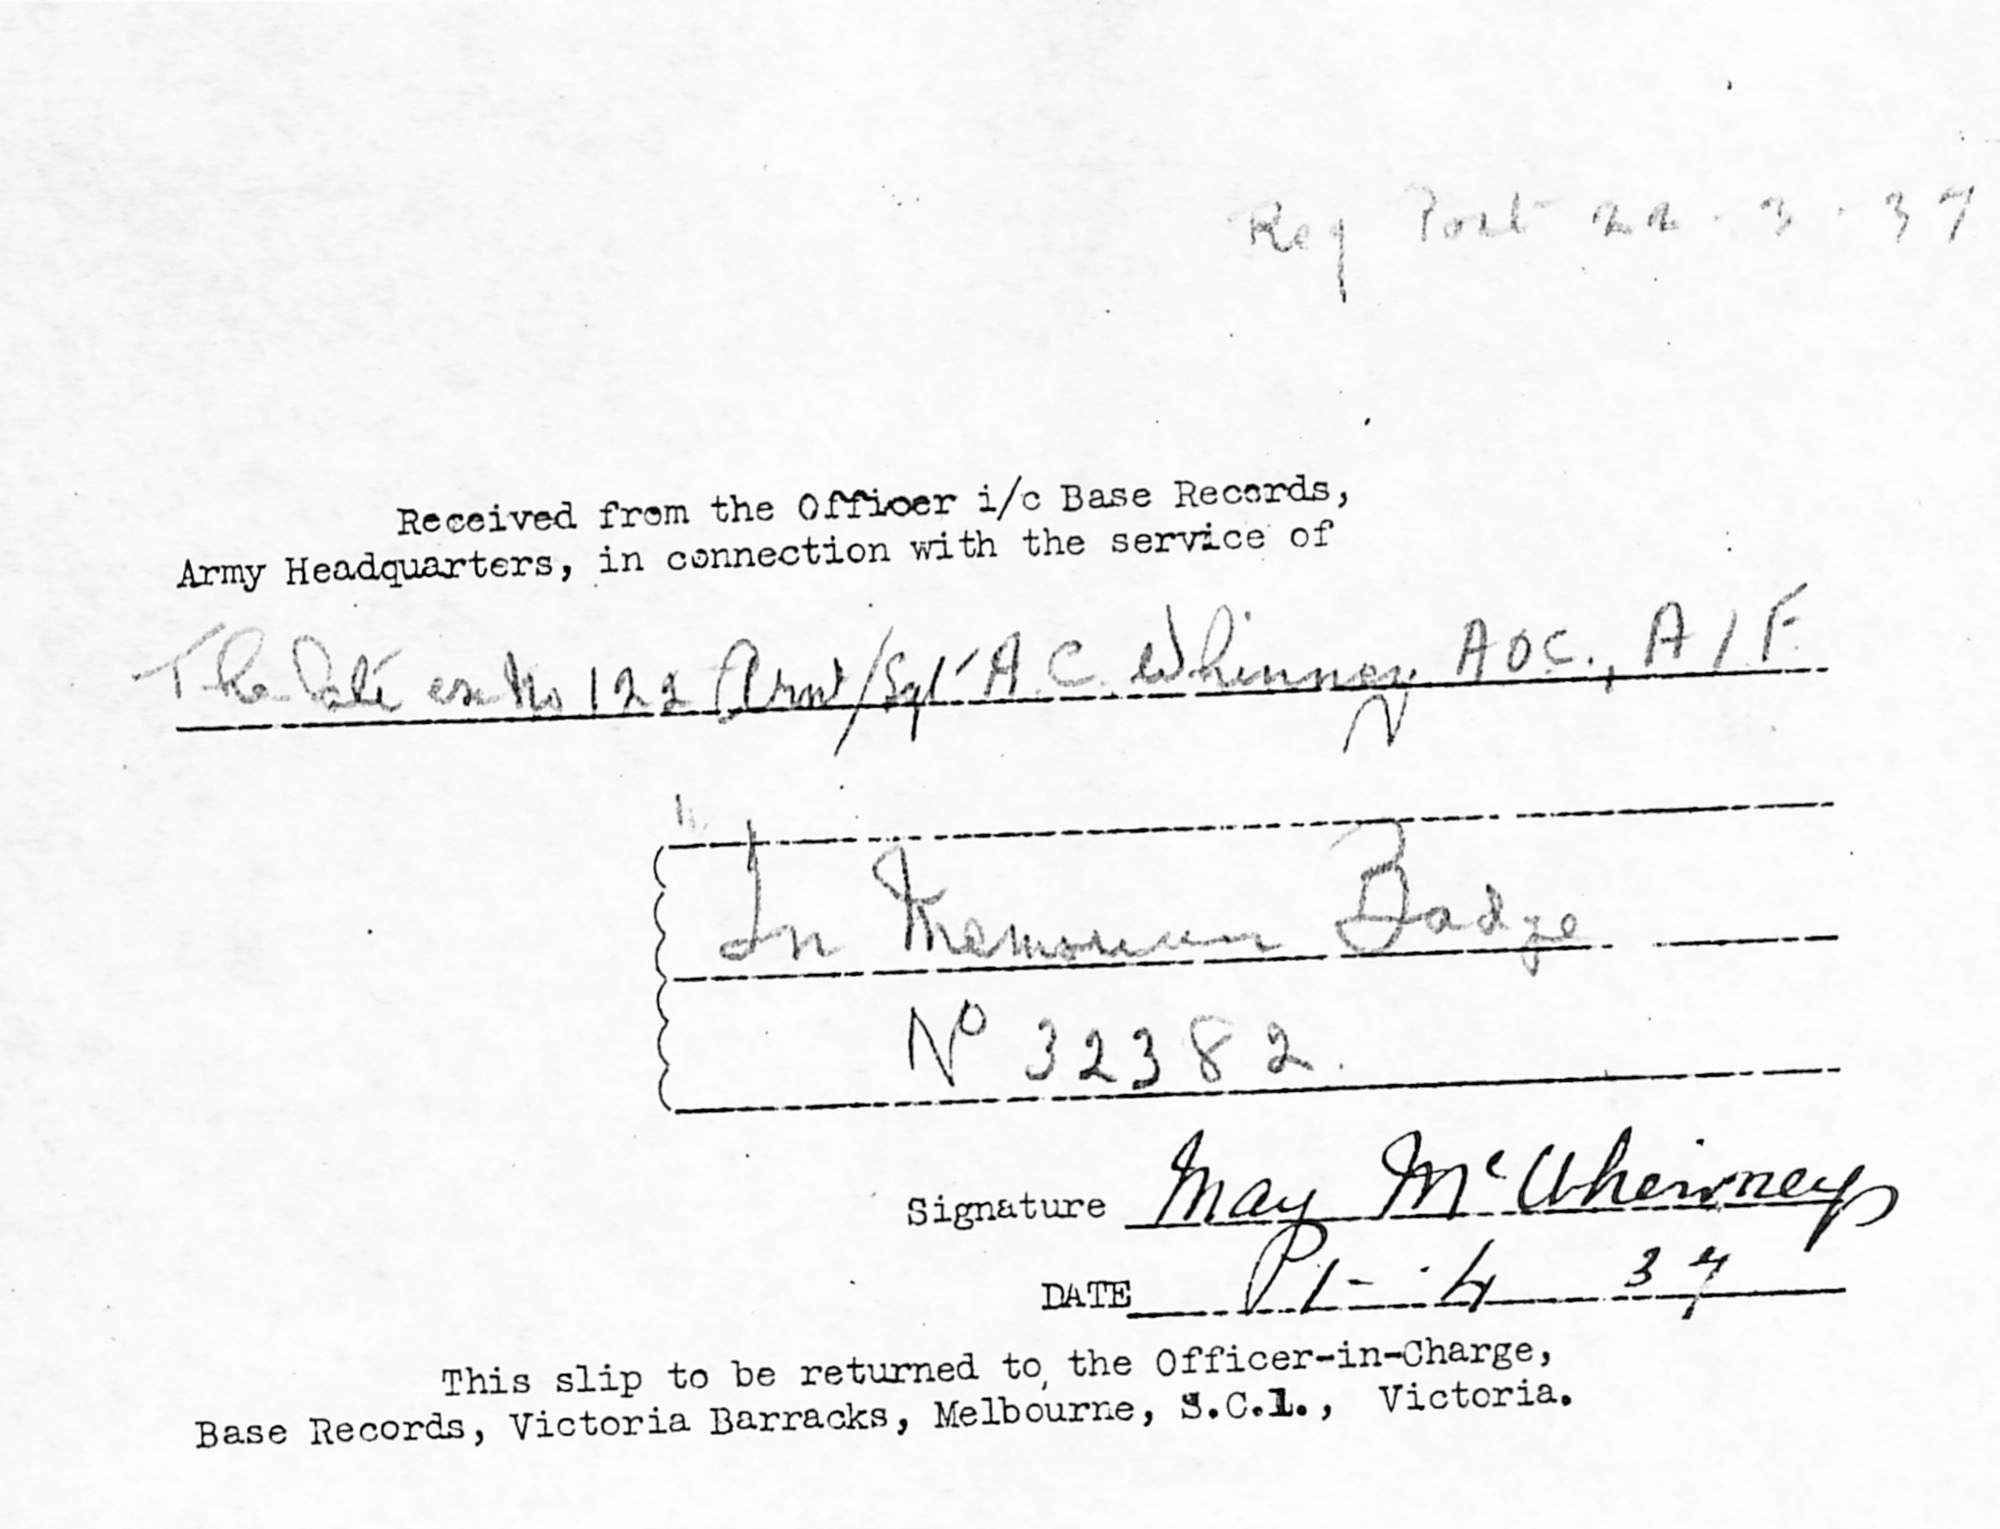 Reg Post 22.3.37
Received from the Officer i/c Base Records,
Army Headquarters, in connection with the service of
The late ex No 122 Armt/Sgt A C Whinney AOC., AIF
In Memoriam Badge
No 32382.
Signature May McWhinney
DATE 1-4 37
This slip to be returned to the Officer-in-Charge,
Base Records, Victoria Barracks, Melbourne, S.C.1., Victoria.